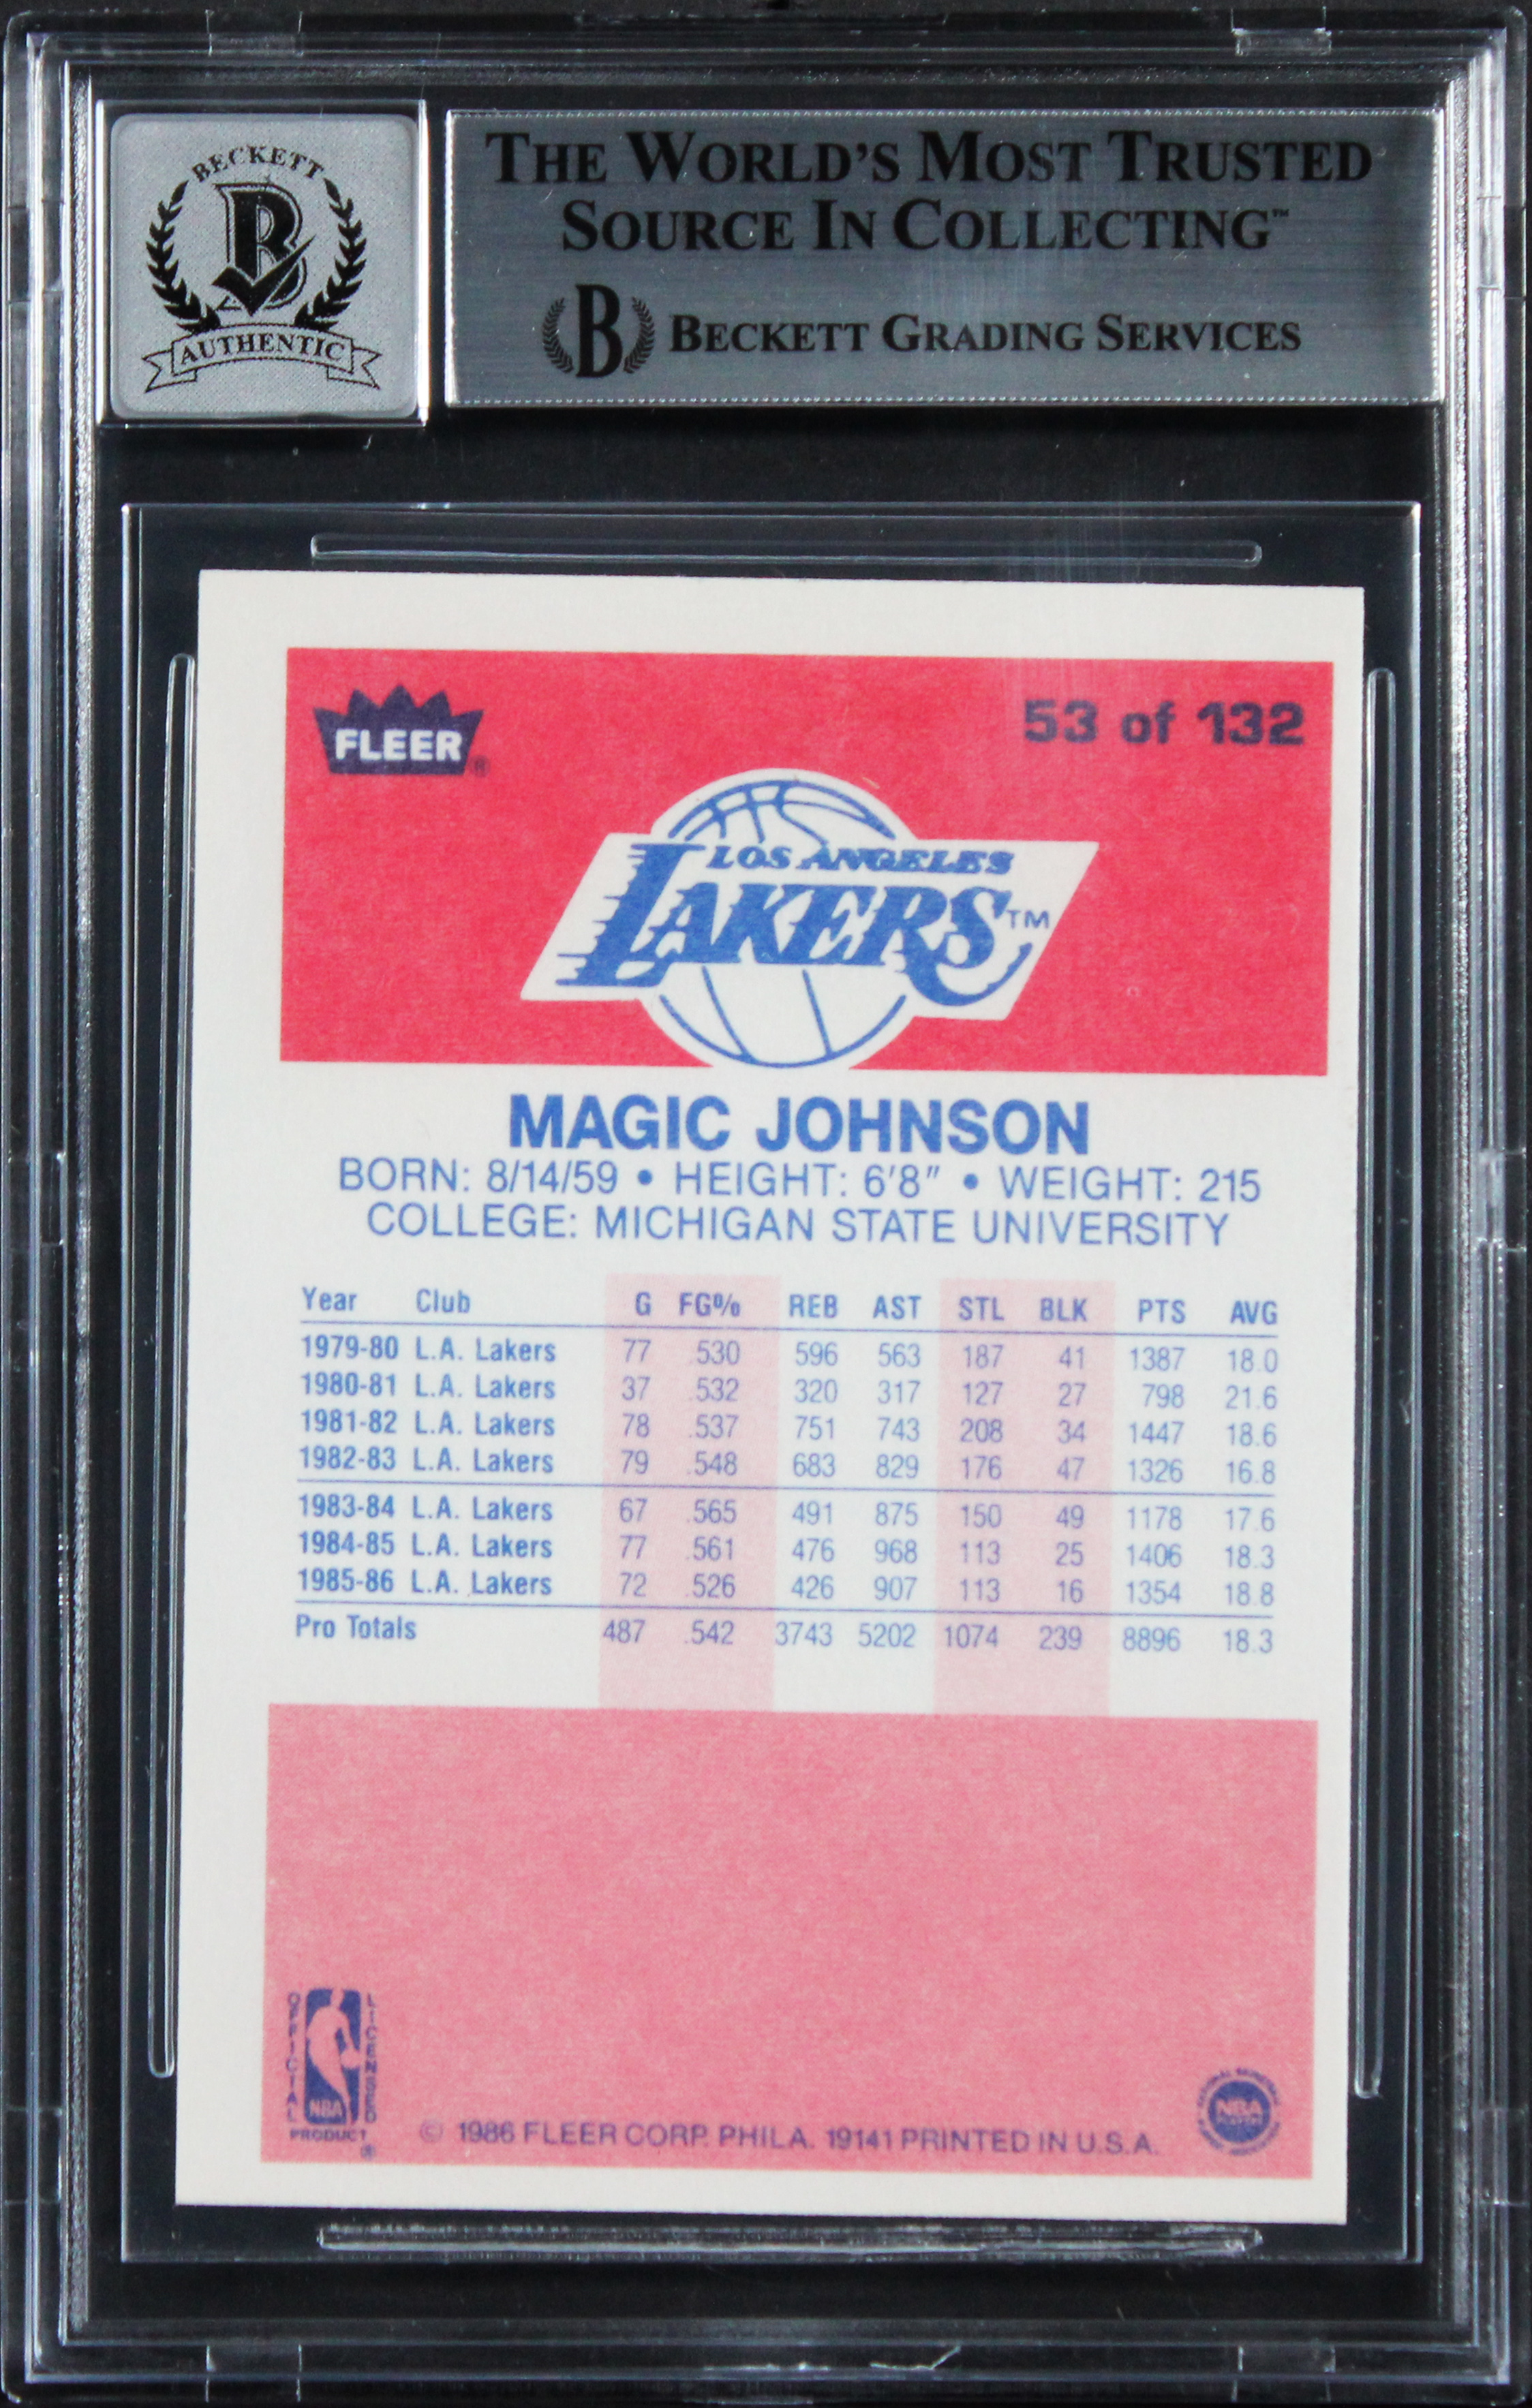 BECKETT
B
AUTHENTIC
THE WORLD'S MOST TRUSTED
SOURCE IN COLLECTING™
B BECKETT GRADING SERVICES
FLEER®
53 of 132
LOS ANGELES
LAKERS™
MAGIC JOHNSON
BORN: 8/14/59 • HEIGHT: 6'8" • WEIGHT: 215
COLLEGE: MICHIGAN STATE UNIVERSITY
Year Club G FG% REB AST STL BLK PTS AVG
1979-80 L.A. Lakers 77 .530 596 563 187 41 1387 18.0
1980-81 L.A. Lakers 37 .532 320 317 127 27 798 21.6
1981-82 L.A. Lakers 78 .537 751 743 208 34 1447 18.6
1982-83 L.A. Lakers 79 .548 683 829 176 47 1326 16.8
1983-84 L.A. Lakers 67 .565 491 875 150 49 1178 17.6
1984-85 L.A. Lakers 77 .561 476 968 113 25 1406 18.3
1985-86 L.A. Lakers 72 .526 426 907 113 16 1354 18.8
Pro Totals 487 .542 3743 5202 1074 239 8896 18.3
OFFICIAL
NBA
LICENSED
PRODUCT
®
© 1986 FLEER CORP. PHILA. 19141 PRINTED IN U.S.A.
NBA